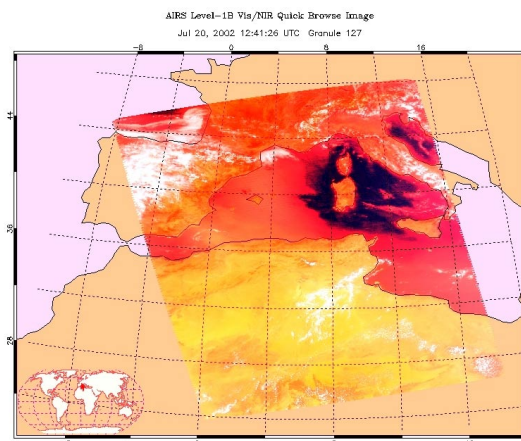 AIRS Level-1B Vis/NIR Quick Browse Image
Jul 20, 2002 12:41:26 UTC Granule 127
-8 0 8 16
44
36
28